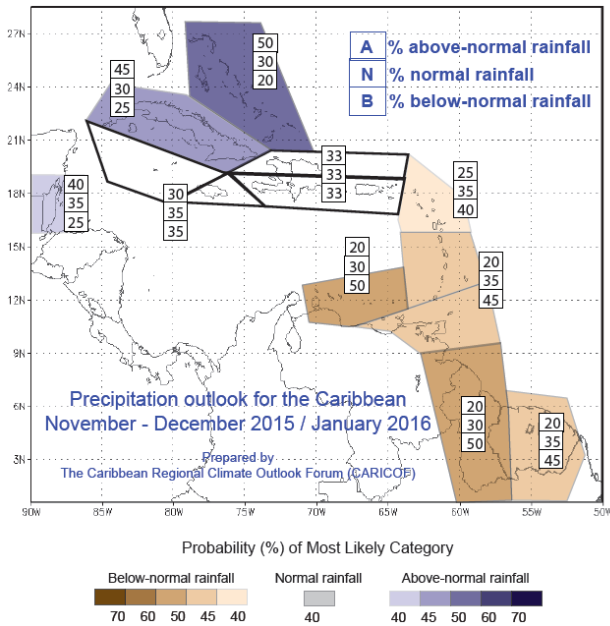 27N
24N
21N
18N
15N
12N
9N
6N
3N
A % above-normal rainfall
N % normal rainfall
B % below-normal rainfall
50
30
20
45
30
25
33
33
33
40
35
25
30
35
35
25
35
40
20
30
50
20
35
45
20
30
50
20
35
45
Precipitation outlook for the Caribbean
November - December 2015 / January 2016
Prepared by
The Caribbean Regional Climate Outlook Forum (CARICOF)
90W 85W 80W 75W 70W 65W 60W 55W 50W
Probability (%) of Most Likely Category
Below-normal rainfall Normal rainfall Above-normal rainfall
70 60 50 45 40 40 40 45 50 60 70